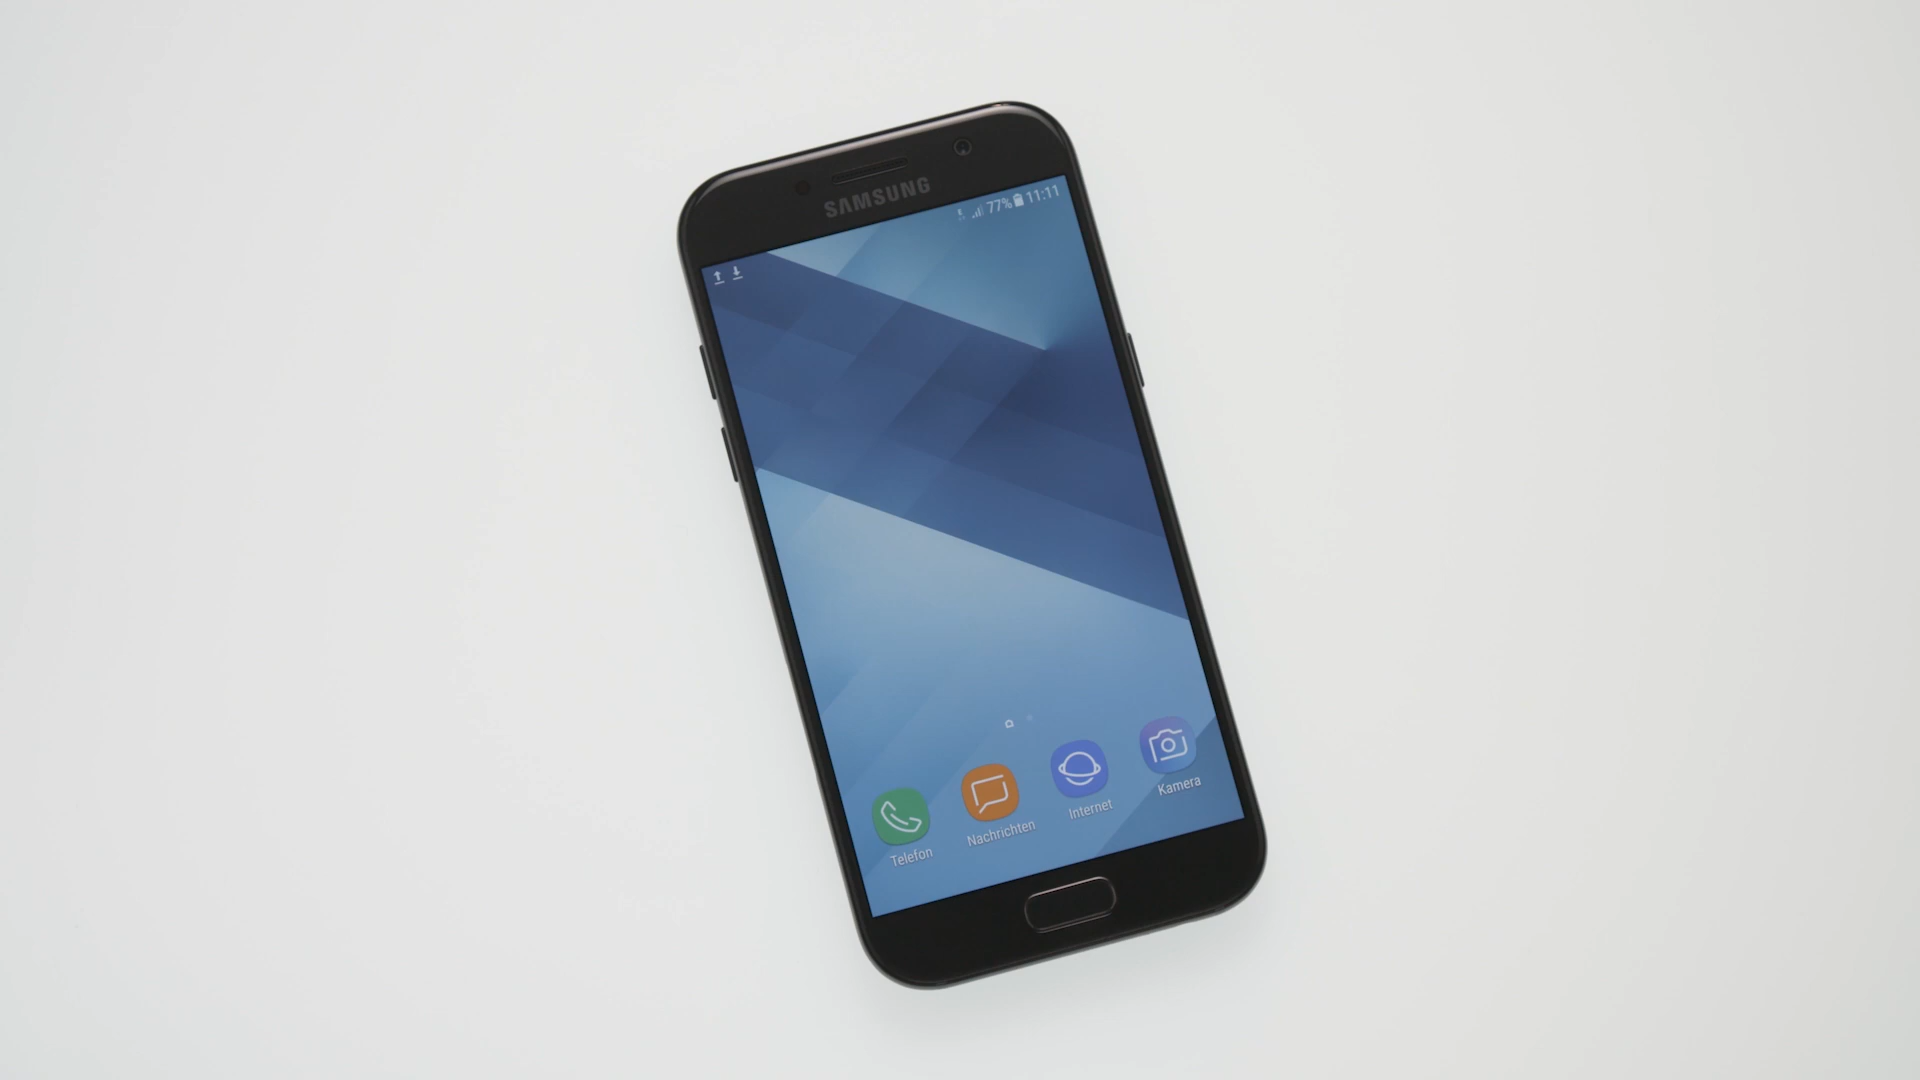 SAMSUNG
77% 11:11
Telefon
Nachrichten
Internet
Kamera